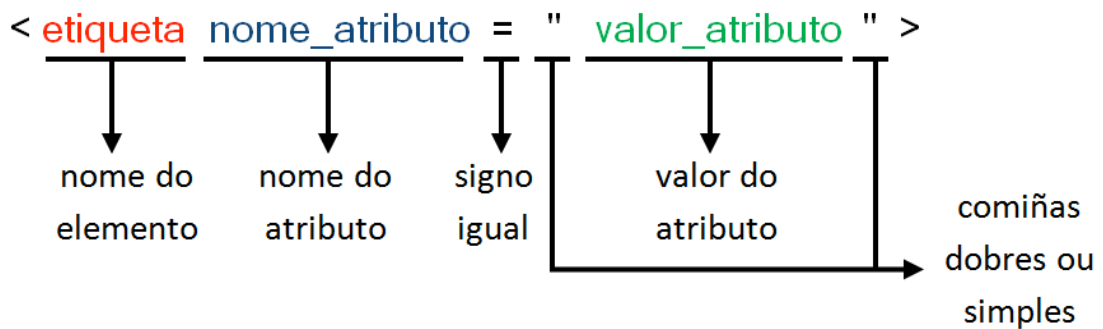 < etiqueta nome_atributo = " valor_atributo " >
nome do
elemento
nome do
atributo
signo
igual
valor do
atributo
comiñas
dobres ou
simples